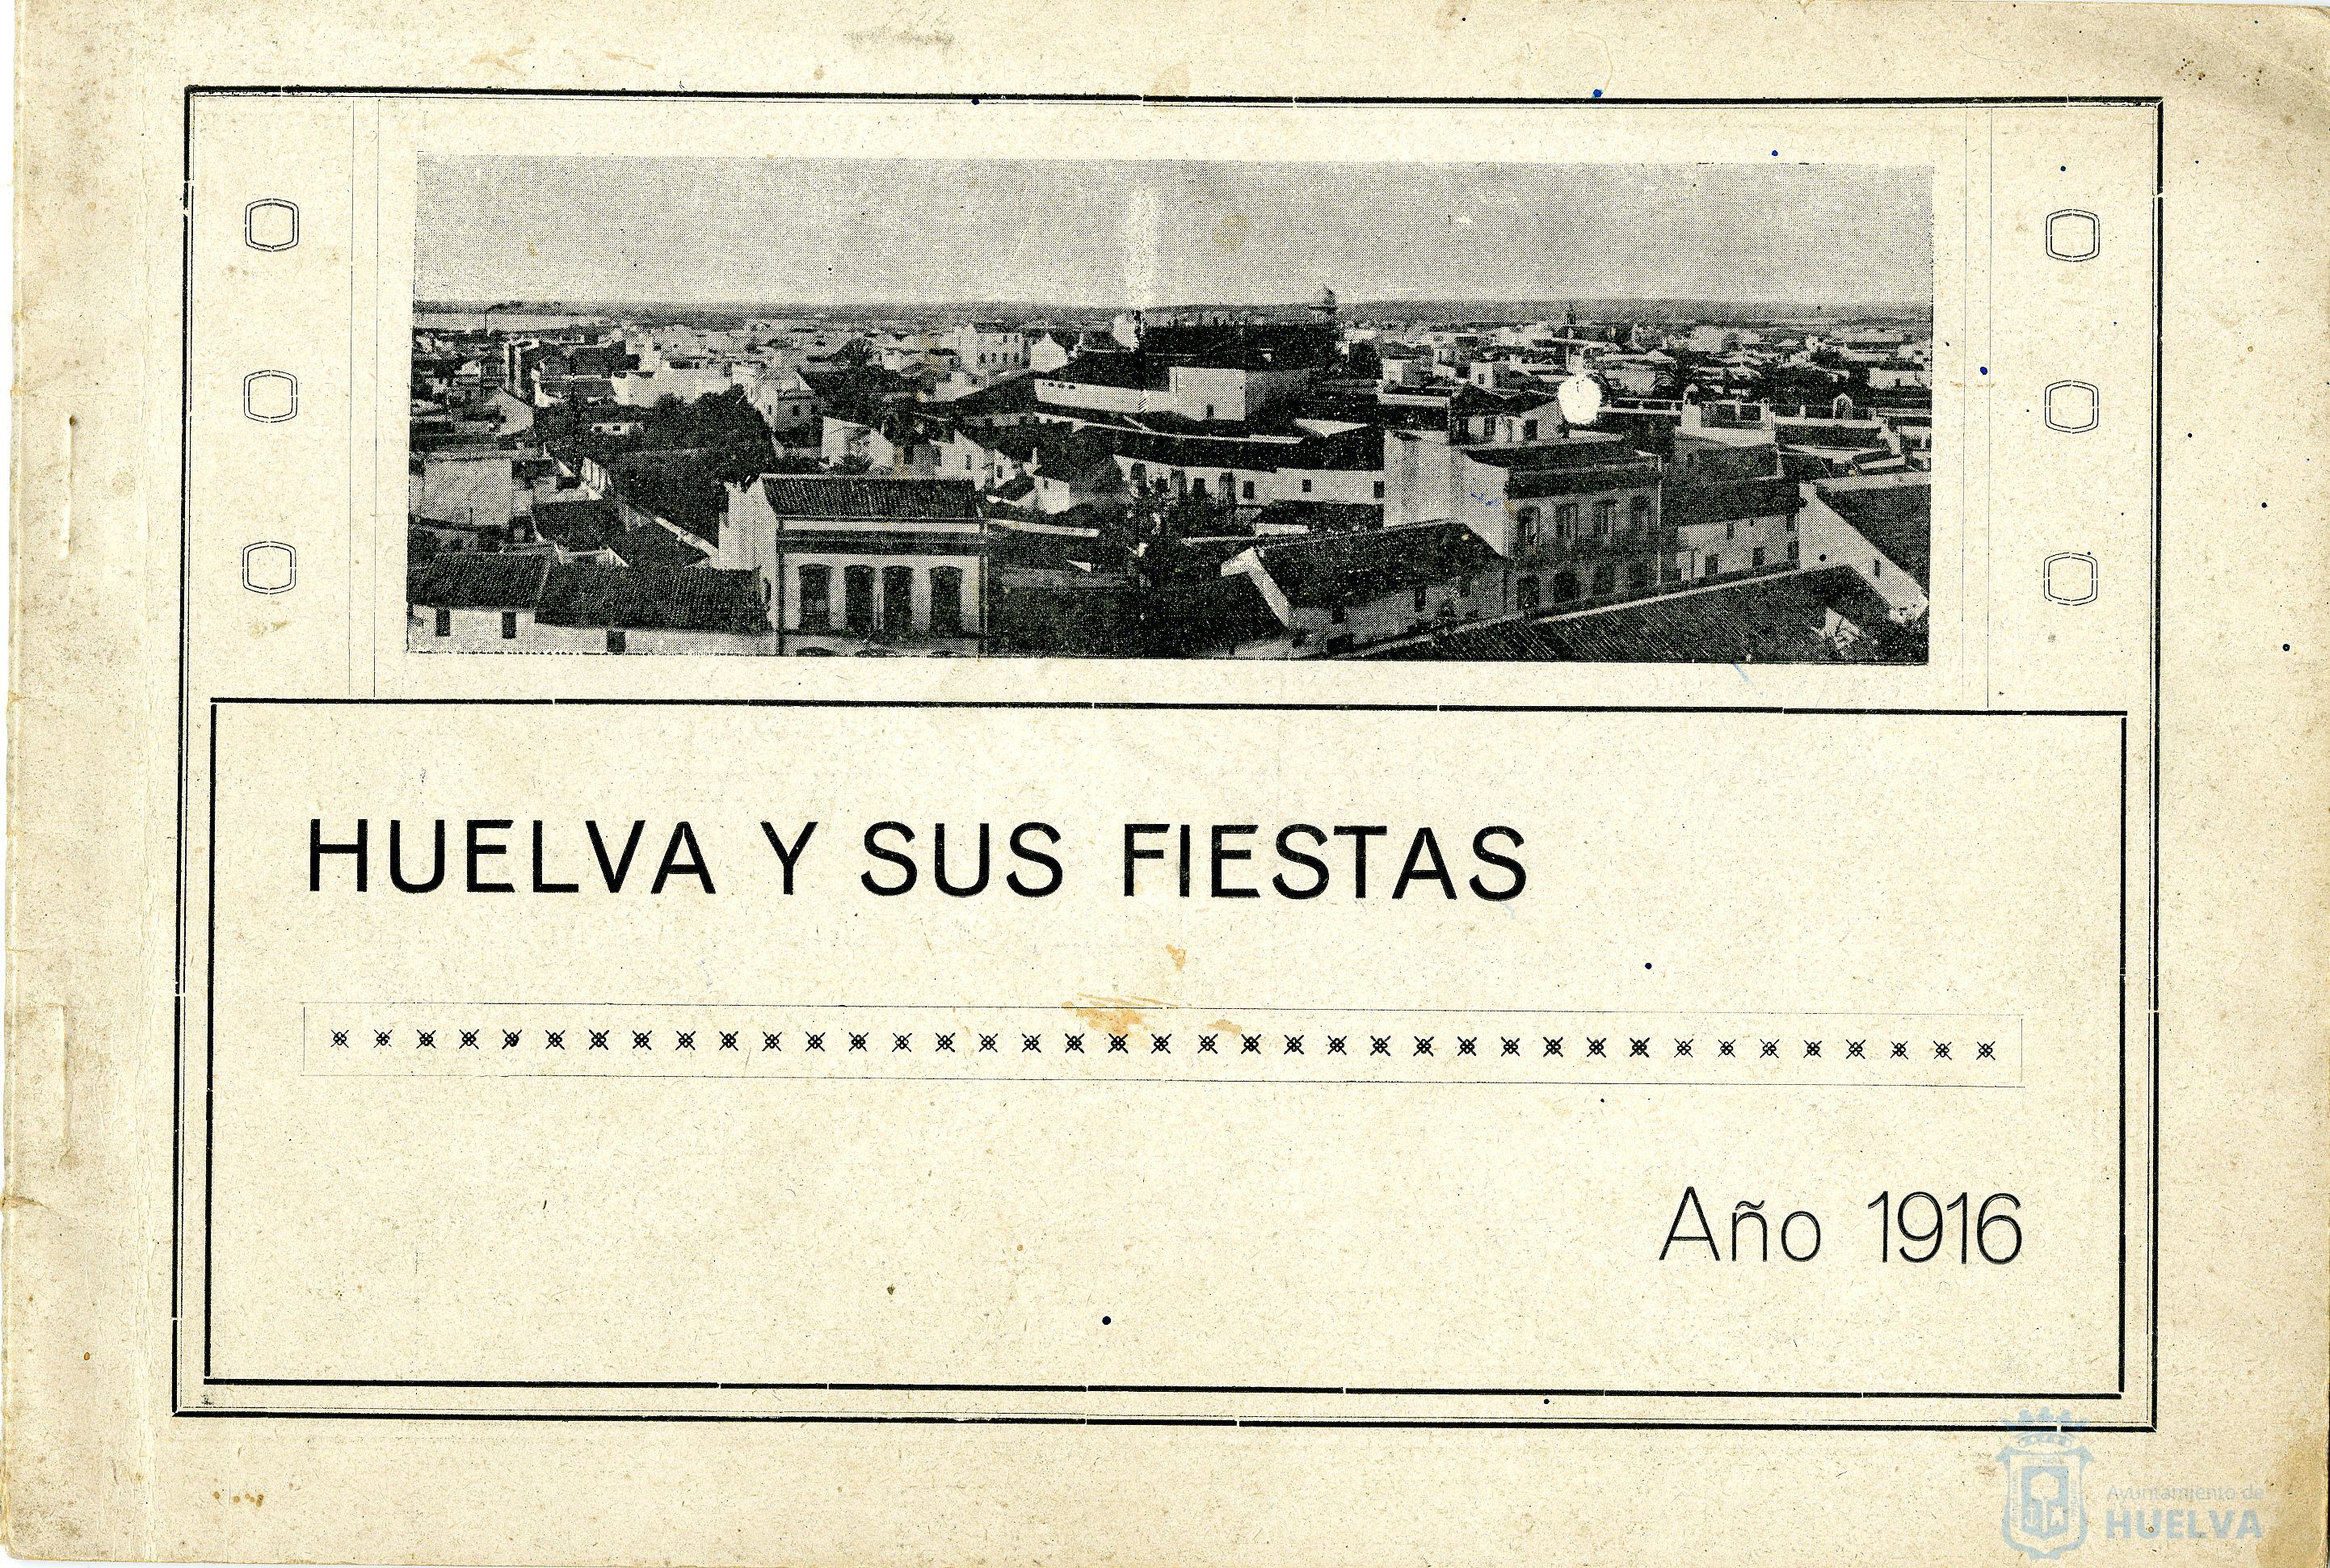 HUELVA Y SUS FIESTAS
Año 1916
Ayuntamiento de
HUELVA